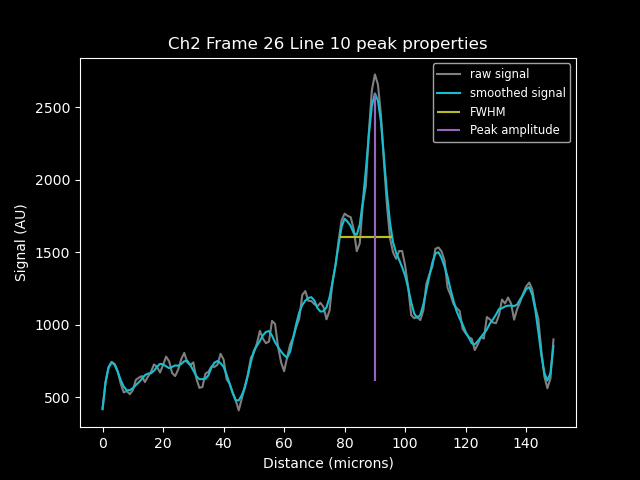 Ch2 Frame 26 Line 10 peak properties
raw signal
smoothed signal
FWHM
Peak amplitude
Signal (AU)
2500
2000
1500
1000
500
0 20 40 60 80 100 120 140
Distance (microns)